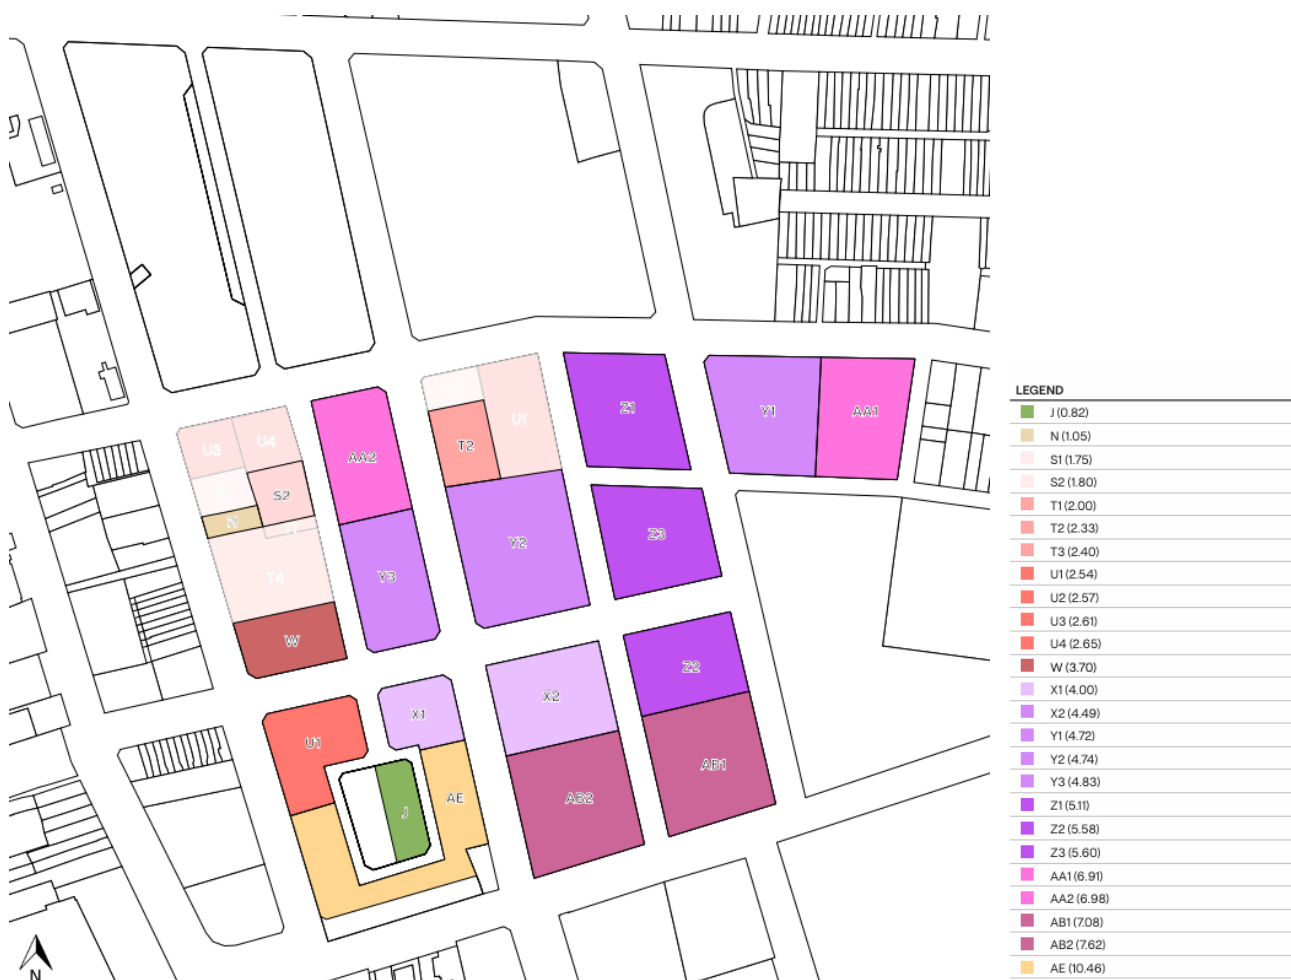 Z1
Y1
AA1
U1
U3
U4
T2
AA2
S2
N
Z3
Y2
Y3
T4
W
Z2
X2
X1
U1
AB1
AB2
AE
J
N
LEGEND
J (0.82)
N (1.05)
S1 (1.75)
S2 (1.80)
T1 (2.00)
T2 (2.33)
T3 (2.40)
U1 (2.54)
U2 (2.57)
U3 (2.61)
U4 (2.65)
W (3.70)
X1 (4.00)
X2 (4.49)
Y1 (4.72)
Y2 (4.74)
Y3 (4.83)
Z1 (5.11)
Z2 (5.58)
Z3 (5.60)
AA1 (6.91)
AA2 (6.98)
AB1 (7.08)
AB2 (7.62)
AE (10.46)